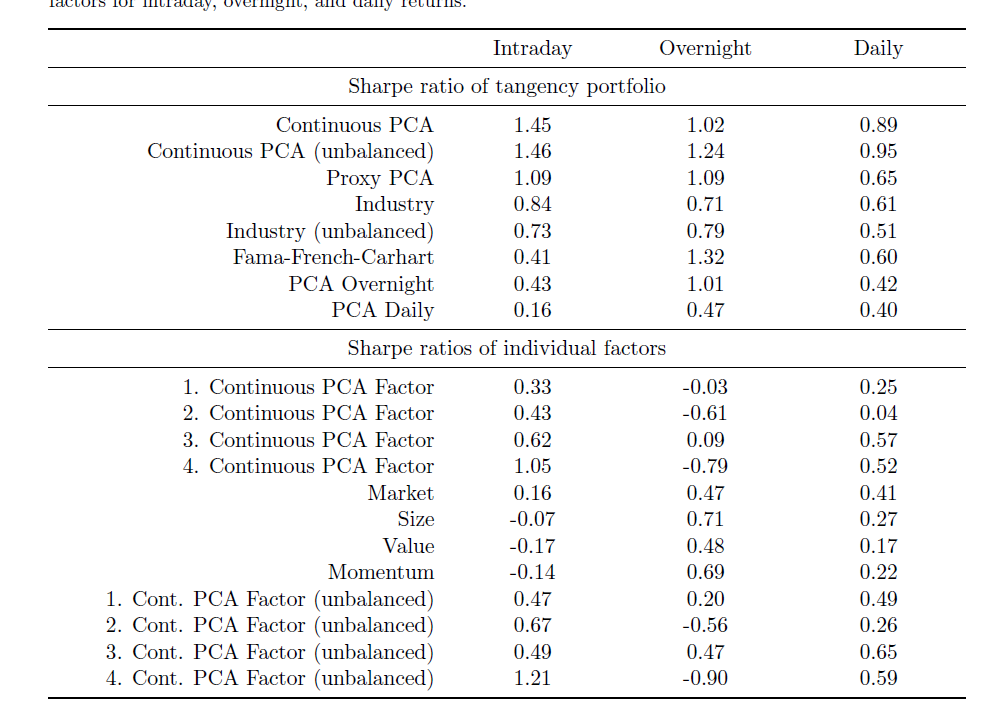 factors for intraday, overnight, and daily returns.
Intraday Overnight Daily
Sharpe ratio of tangency portfolio
Continuous PCA 1.45 1.02 0.89
Continuous PCA (unbalanced) 1.46 1.24 0.95
Proxy PCA 1.09 1.09 0.65
Industry 0.84 0.71 0.61
Industry (unbalanced) 0.73 0.79 0.51
Fama-French-Carhart 0.41 1.32 0.60
PCA Overnight 0.43 1.01 0.42
PCA Daily 0.16 0.47 0.40
Sharpe ratios of individual factors
1. Continuous PCA Factor 0.33 -0.03 0.25
2. Continuous PCA Factor 0.43 -0.61 0.04
3. Continuous PCA Factor 0.62 0.09 0.57
4. Continuous PCA Factor 1.05 -0.79 0.52
Market 0.16 0.47 0.41
Size -0.07 0.71 0.27
Value -0.17 0.48 0.17
Momentum -0.14 0.69 0.22
1. Cont. PCA Factor (unbalanced) 0.47 0.20 0.49
2. Cont. PCA Factor (unbalanced) 0.67 -0.56 0.26
3. Cont. PCA Factor (unbalanced) 0.49 0.47 0.65
4. Cont. PCA Factor (unbalanced) 1.21 -0.90 0.59